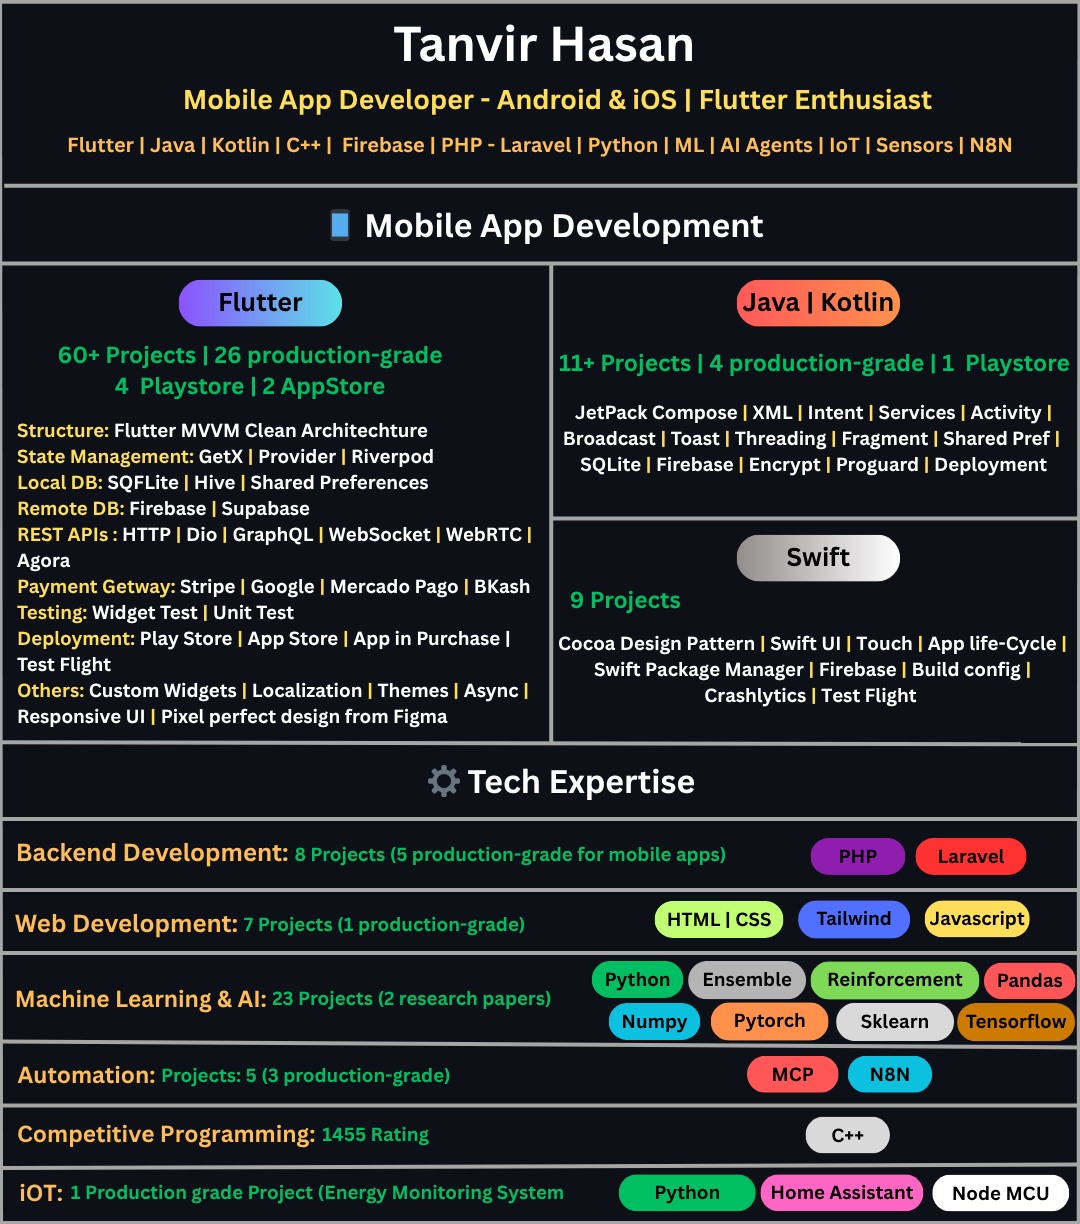 Tanvir Hasan
Mobile App Developer - Android & iOS | Flutter Enthusiast
Flutter | Java | Kotlin | C++ | Firebase | PHP - Laravel | Python | ML | AI Agents | IoT | Sensors | N8N
Mobile App Development
Flutter
60+ Projects | 26 production-grade
4 Playstore | 2 AppStore
Structure: Flutter MVVM Clean Architechture
State Management: GetX | Provider | Riverpod
Local DB: SQFLite | Hive | Shared Preferences
Remote DB: Firebase | Supabase
REST APIs : HTTP | Dio | GraphQL | WebSocket | WebRTC |
Agora
Payment Getway: Stripe | Google | Mercado Pago | BKash
Testing: Widget Test | Unit Test
Deployment: Play Store | App Store | App in Purchase |
Test Flight
Others: Custom Widgets | Localization | Themes | Async |
Responsive UI | Pixel perfect design from Figma
Java | Kotlin
11+ Projects | 4 production-grade | 1 Playstore
JetPack Compose | XML | Intent | Services | Activity |
Broadcast | Toast | Threading | Fragment | Shared Pref |
SQLite | Firebase | Encrypt | Proguard | Deployment
Swift
9 Projects
Cocoa Design Pattern | Swift UI | Touch | App life-Cycle |
Swift Package Manager | Firebase | Build config |
Crashlytics | Test Flight
Tech Expertise
Backend Development: 8 Projects (5 production-grade for mobile apps) PHP Laravel
Web Development: 7 Projects (1 production-grade) HTML | CSS Tailwind Javascript
Machine Learning & AI: 23 Projects (2 research papers)
Python Ensemble Reinforcement Pandas
Numpy Pytorch Sklearn Tensorflow
Automation: Projects: 5 (3 production-grade) MCP N8N
Competitive Programming: 1455 Rating C++
iOT: 1 Production grade Project (Energy Monitoring System Python Home Assistant Node MCU